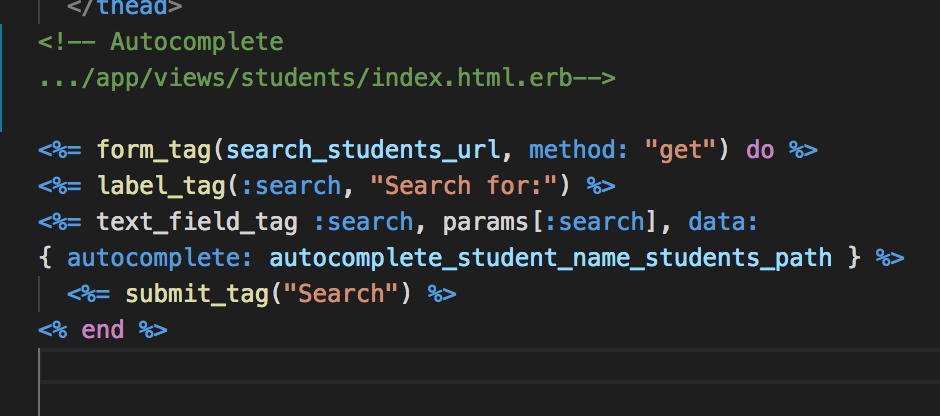 </thead>
<!-- Autocomplete
.../app/views/students/index.html.erb-->
<%= form_tag(search_students_url, method: "get") do %>
<%= label_tag(:search, "Search for:") %>
<%= text_field_tag :search, params[:search], data:
{ autocomplete: autocomplete_student_name_students_path } %>
<%= submit_tag("Search") %>
<% end %>